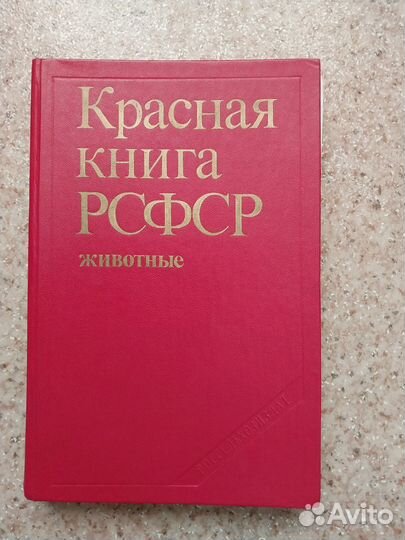 Красная
книга
РСФСР
животные
Avito